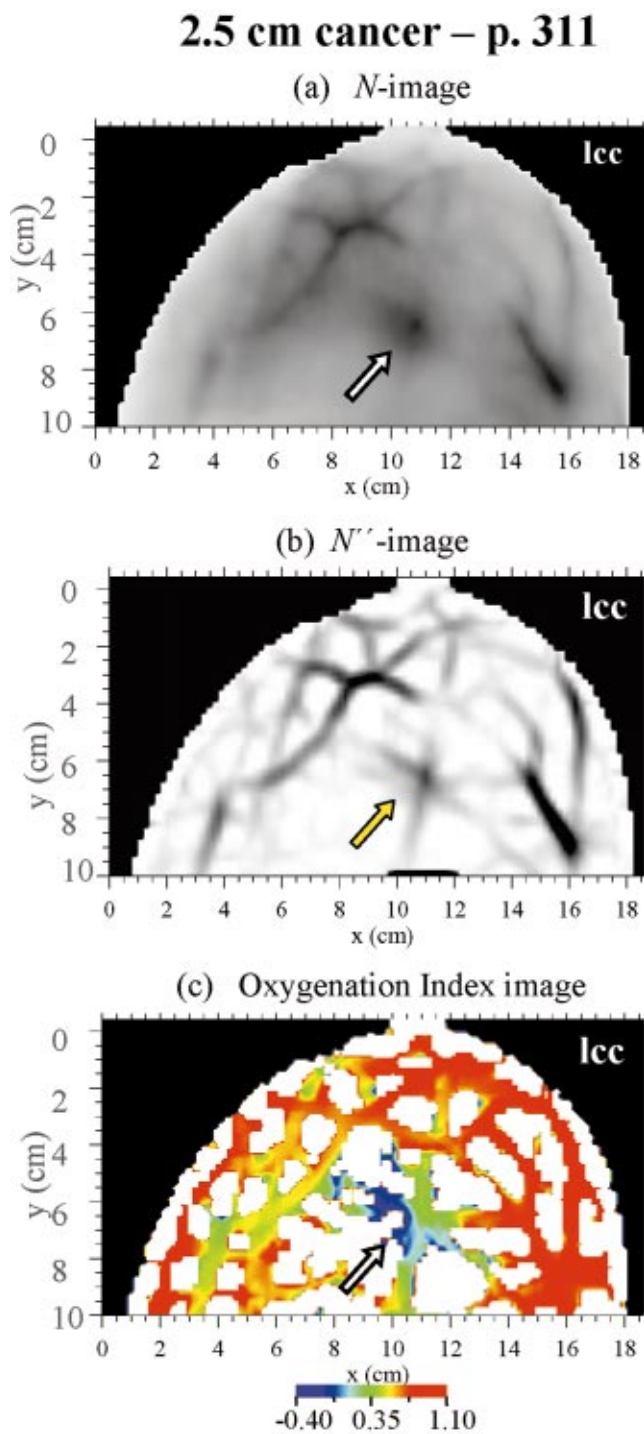 2.5 cm cancer – p. 311
(a) N-image
lcc
y (cm)
0
2
4
6
8
10
0 2 4 6 8 10 12 14 16 18
x (cm)
(b) N´´-image
lcc
y (cm)
0
2
4
6
8
10
0 2 4 6 8 10 12 14 16 18
x (cm)
(c) Oxygenation Index image
lcc
y (cm)
0
2
4
6
8
10
0 2 4 6 8 10 12 14 16 18
x (cm)
-0.40 0.35 1.10